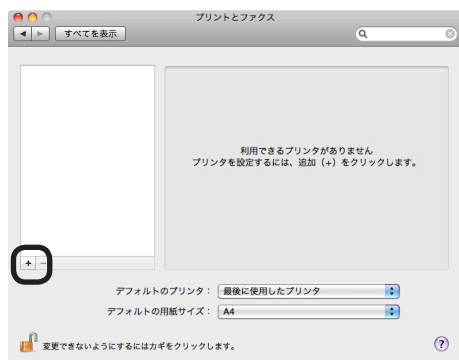 プリントとファクス
すべてを表示
利用できるプリンタがありません
プリンタを設定するには、追加（+）をクリックします。
+ −
デフォルトのプリンタ： 最後に使用したプリンタ
デフォルトの用紙サイズ： A4
変更できないようにするにはカギをクリックします。
?